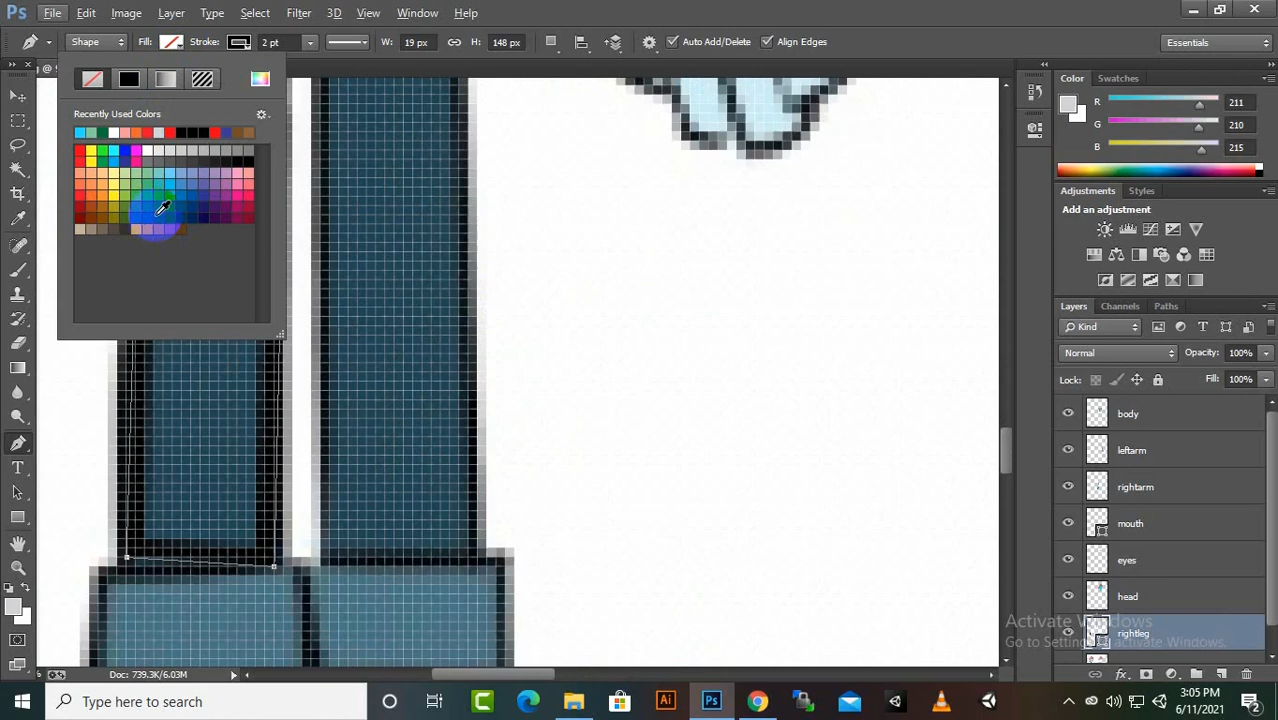 Ps File Edit Image Layer Type Select Filter 3D View Window Help
Shape Fill: Stroke: 2 pt W: 19 px H: 148 px Auto Add/Delete Align Edges Essentials
Recently Used Colors
Color Swatches
R 211
G 210
B 215
Adjustments Styles
Add an adjustment
Layers Channels Paths
Kind
Normal Opacity: 100%
Lock: Fill: 100%
body
leftarm
rightarm
mouth
eyes
head
rightleg
Activate Windows
Go to Settings to activate Windows.
Doc: 739.3K/6.03M
Type here to search
3:05 PM
6/11/2021
2